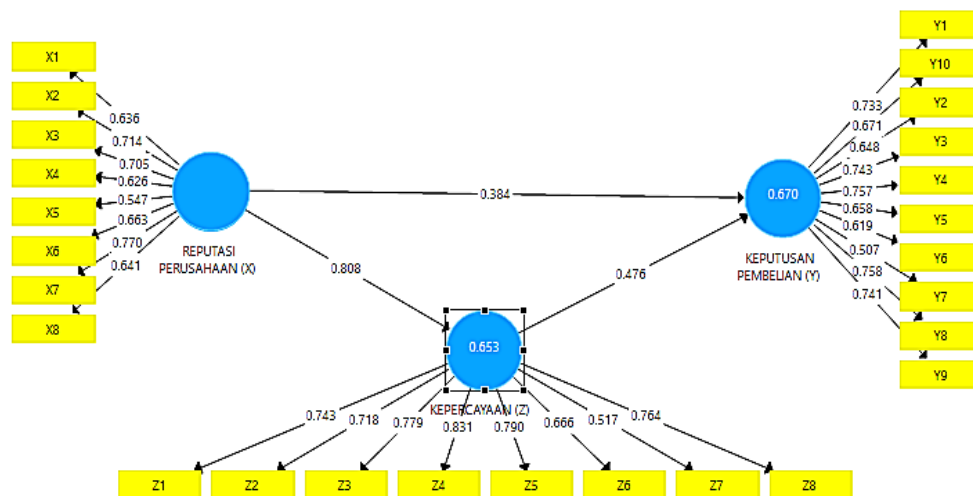 X1
X2
X3
X4
X5
X6
X7
X8
0.636
0.714
0.705
0.626
0.547
0.663
0.770
0.641
REPUTASI
PERUSAHAAN (X)
0.384
0.808
0.476
0.670
KEPUTUSAN
PEMBELIAN (Y)
0.733
0.671
0.648
0.743
0.757
0.658
0.619
0.507
0.758
0.741
Y1
Y10
Y2
Y3
Y4
Y5
Y6
Y7
Y8
Y9
0.653
KEPERCAYAAN (Z)
0.743
0.718
0.779
0.831
0.790
0.666
0.517
0.764
Z1
Z2
Z3
Z4
Z5
Z6
Z7
Z8